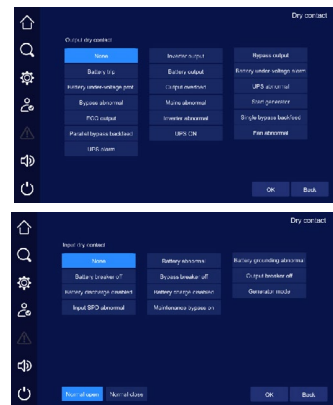 Dry contact
Output dry contact
None Inverter output Bypass output
Battery trip Battery output Battery under-voltage alarm
Battery under-voltage prot Output overload UPS abnormal
Bypass abnormal Mains abnormal Start generator
ECO output Inverter abnormal Single bypass backfeed
Parallel bypass backfeed UPS ON Fan abnormal
UPS alarm
OK Back
Dry contact
Input dry contact
None Battery abnormal Battery grounding abnormal
Battery breaker off Bypass breaker off Output breaker off
Battery discharge disabled Battery charge disabled Generator mode
Input SPD abnormal Maintenance bypass on
Normal open Normal close OK Back